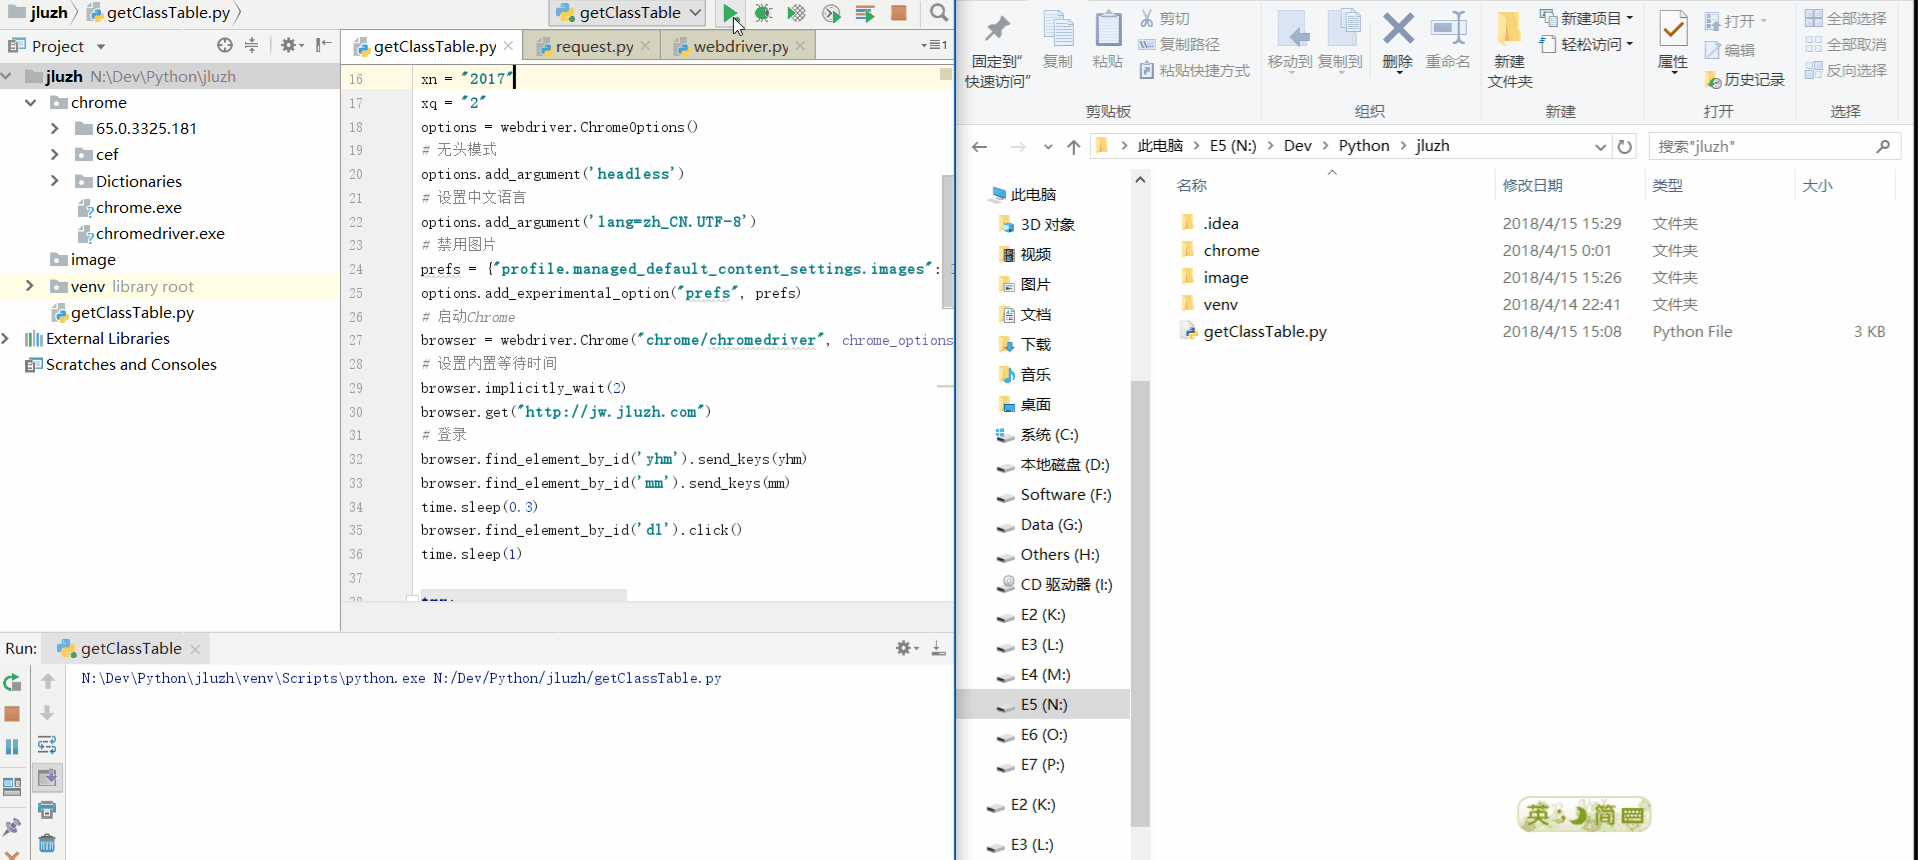 jluzh getClassTable.py
getClassTable
Project
getClassTable.py request.py webdriver.py
1
jluzh N:\Dev\Python\jluzh
chrome
65.0.3325.181
cef
Dictionaries
chrome.exe
chromedriver.exe
image
venv library root
getClassTable.py
External Libraries
Scratches and Consoles
16 xn = "2017"
17 xq = "2"
18 options = webdriver.ChromeOptions()
19 # 无头模式
20 options.add_argument('headless')
21 # 设置中文语言
22 options.add_argument('lang=zh_CN.UTF-8')
23 # 禁用图片
24 prefs = {"profile.managed_default_content_settings.images":
25 options.add_experimental_option("prefs", prefs)
26 # 启动Chrome
27 browser = webdriver.Chrome("chrome/chromedriver", chrome_options
28 # 设置内置等待时间
29 browser.implicitly_wait(2)
30 browser.get("http://jw.jluzh.com")
31 # 登录
32 browser.find_element_by_id('yhm').send_keys(yhm)
33 browser.find_element_by_id('mm').send_keys(mm)
34 time.sleep(0.3)
35 browser.find_element_by_id('dl').click()
36 time.sleep(1)
37
Run: getClassTable
N:\Dev\Python\jluzh\venv\Scripts\python.exe N:/Dev/Python/jluzh/getClassTable.py
固定到"
快速访问"
复制
粘贴
剪切
复制路径
粘贴快捷方式
剪贴板
移动到
复制到
删除
重命名
组织
新建
文件夹
新建项目
轻松访问
新建
属性
打开
编辑
历史记录
打开
全部选择
全部取消
反向选择
选择
此电脑 E5 (N:) Dev Python jluzh
搜索"jluzh"
此电脑
3D 对象
视频
图片
文档
下载
音乐
桌面
系统 (C:)
本地磁盘 (D:)
Software (F:)
Data (G:)
Others (H:)
CD 驱动器 (I:)
E2 (K:)
E3 (L:)
E4 (M:)
E5 (N:)
E6 (O:)
E7 (P:)
E2 (K:)
E3 (L:)
名称 修改日期 类型 大小
.idea 2018/4/15 15:29 文件夹
chrome 2018/4/15 0:01 文件夹
image 2018/4/15 15:26 文件夹
venv 2018/4/14 22:41 文件夹
getClassTable.py 2018/4/15 15:08 Python File 3 KB
英 简